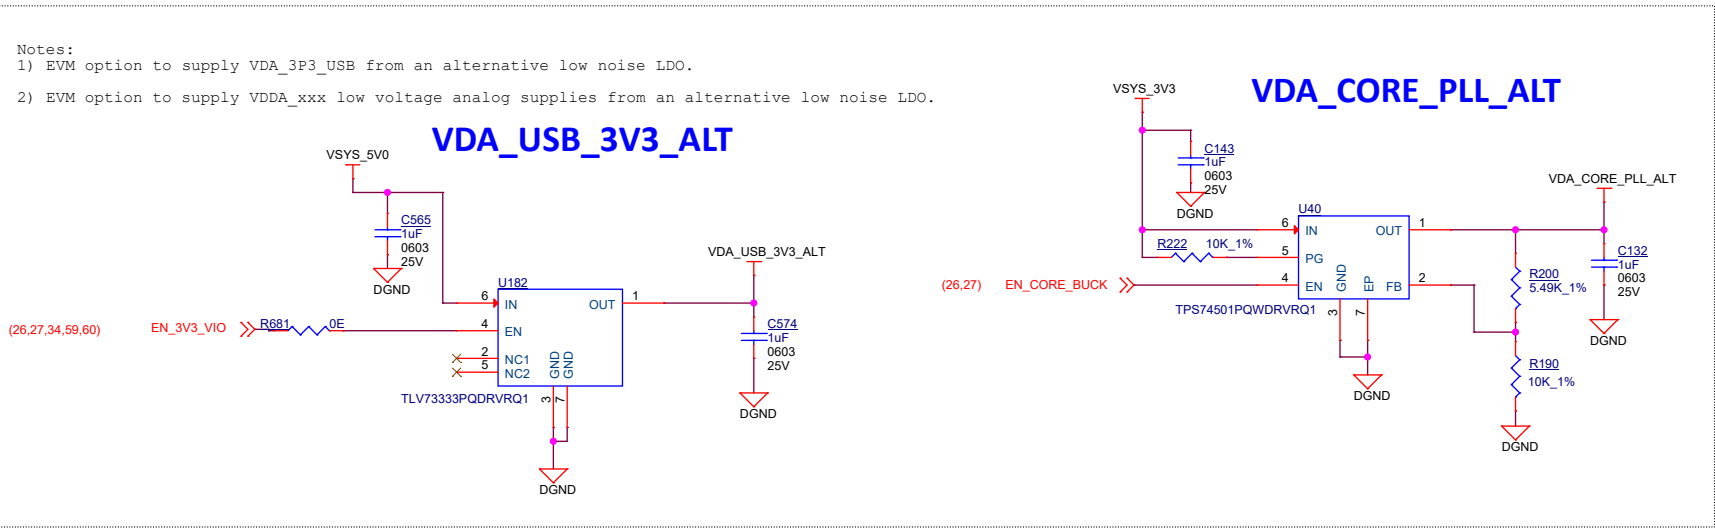 Notes:
1) EVM option to supply VDA_3P3_USB from an alternative low noise LDO.
2) EVM option to supply VDDA_xxx low voltage analog supplies from an alternative low noise LDO.
VDA_USB_3V3_ALT
VSYS_5V0
C565
1uF
0603
25V
DGND
U182
6
IN
OUT
1
VDA_USB_3V3_ALT
(26,27,34,59,60)
EN_3V3_VIO
R681
0E
4
EN
2
NC1
5
NC2
GND
GND
TLV73333PQDRVRQ1
3
7
DGND
C574
1uF
0603
25V
DGND
VDA_CORE_PLL_ALT
VSYS_3V3
C143
1uF
0603
25V
DGND
U40
6
IN
OUT
1
VDA_CORE_PLL_ALT
R222
10K_1%
5
PG
(26,27)
EN_CORE_BUCK
4
EN
GND
EP
FB
2
TPS74501PQWDRVRQ1
3
7
DGND
R200
5.49K_1%
C132
1uF
0603
25V
DGND
R190
10K_1%
DGND